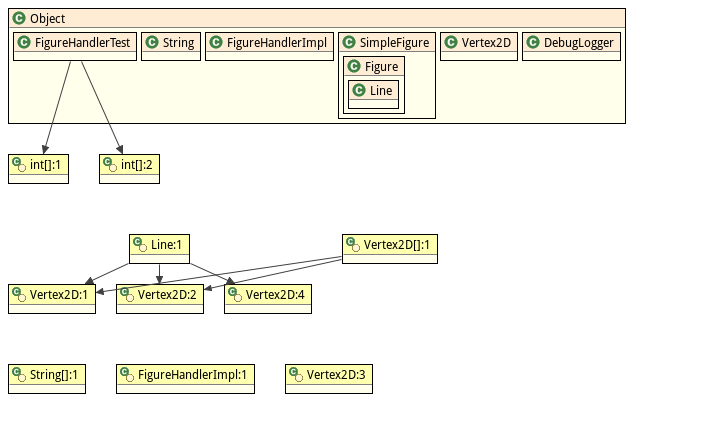 Object
FigureHandlerTest String FigureHandlerImpl SimpleFigure Vertex2D DebugLogger
Figure
Line
int[]:1 int[]:2
Line:1 Vertex2D[]:1
Vertex2D:1 Vertex2D:2 Vertex2D:4
String[]:1 FigureHandlerImpl:1 Vertex2D:3